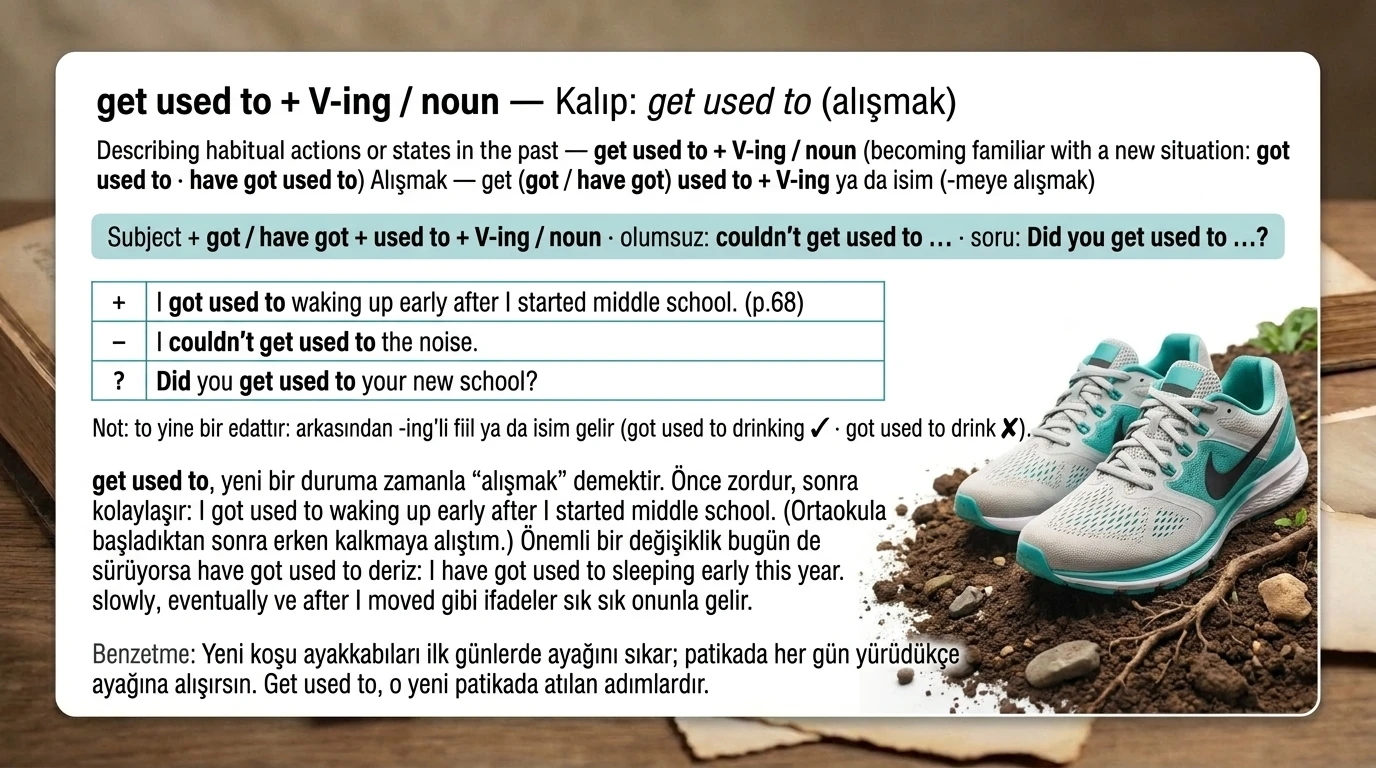 get used to + V-ing / noun — Kalıp: get used to (alışmak)
Describing habitual actions or states in the past — get used to + V-ing / noun (becoming familiar with a new situation: got
used to · have got used to) Alışmak — get (got / have got) used to + V-ing ya da isim (-meye alışmak)
Subject + got / have got + used to + V-ing / noun · olumsuz: couldn't get used to … · soru: Did you get used to …?
+ I got used to waking up early after I started middle school. (p.68)
– I couldn't get used to the noise.
? Did you get used to your new school?
Not: to yine bir edattır: arkasından -ing'li fiil ya da isim gelir (got used to drinking ✓ · got used to drink ✘).
get used to, yeni bir duruma zamanla “alışmak” demektir. Önce zordur, sonra
kolaylaşır: I got used to waking up early after I started middle school. (Ortaokula
başladıktan sonra erken kalkmaya alıştım.) Önemli bir değişiklik bugün de
sürüyorsa have got used to deriz: I have got used to sleeping early this year.
slowly, eventually ve after I moved gibi ifadeler sık sık onunla gelir.
Benzetme: Yeni koşu ayakkabıları ilk günlerde ayağını sıkar; patikada her gün yürüdükçe
ayağına alışırsın. Get used to, o yeni patikada atılan adımlardır.